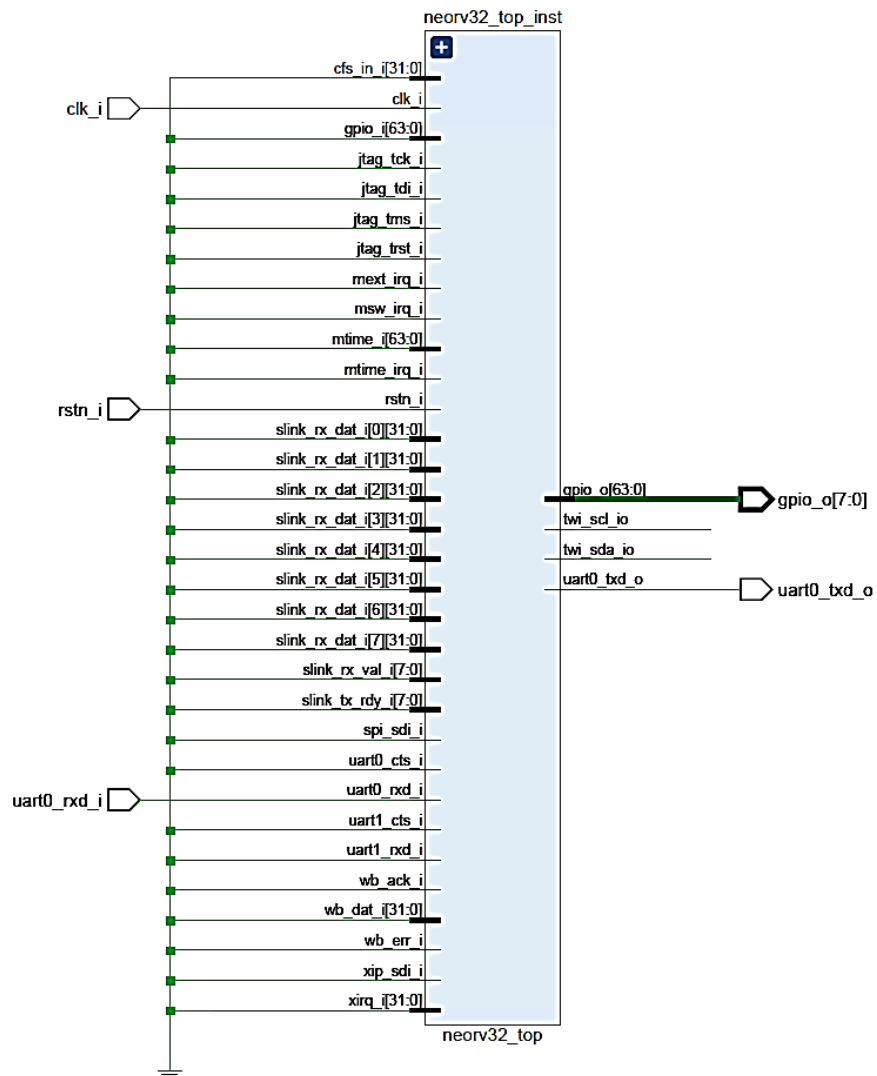 neorv32_top_inst
cfs_in_i[31:0]
clk_i
clk_i
gpio_i[63:0]
jtag_tck_i
jtag_tdi_i
jtag_tms_i
jtag_trst_i
mext_irq_i
msw_irq_i
mtime_i[63:0]
mtime_irq_i
rstn_i
rstn_i
slink_rx_dat_i[0][31:0]
slink_rx_dat_i[1][31:0]
slink_rx_dat_i[2][31:0]
gpio_o[63:0]
gpio_o[7:0]
slink_rx_dat_i[3][31:0]
twi_scl_io
slink_rx_dat_i[4][31:0]
twi_sda_io
slink_rx_dat_i[5][31:0]
uart0_txd_o
uart0_txd_o
slink_rx_dat_i[6][31:0]
slink_rx_dat_i[7][31:0]
slink_rx_val_i[7:0]
slink_tx_rdy_i[7:0]
spi_sdi_i
uart0_cts_i
uart0_rxd_i
uart0_rxd_i
uart1_cts_i
uart1_rxd_i
wb_ack_i
wb_dat_i[31:0]
wb_err_i
xip_sdi_i
xirq_i[31:0]
neorv32_top